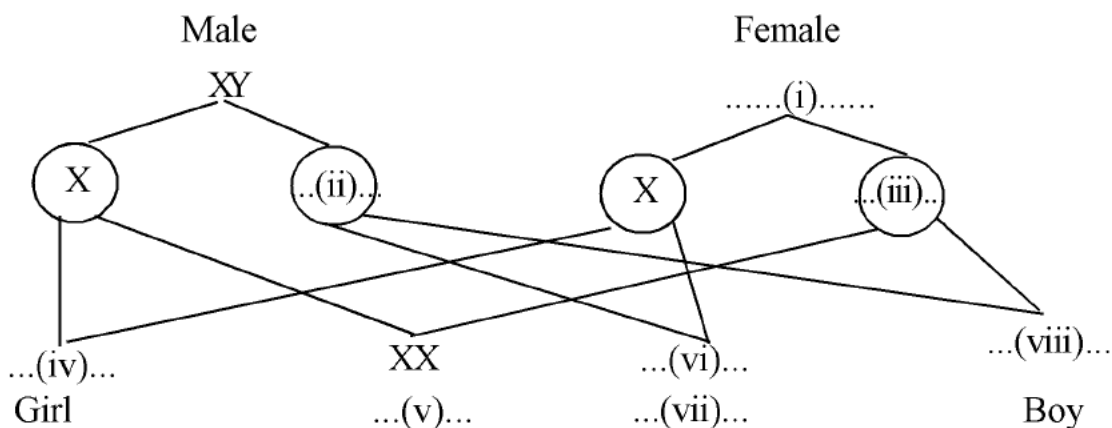 Male Female
XY ......(i)......
X ...(ii)... X ...(iii)...
...(iv)... XX ...(vi)... ...(viii)...
Girl ...(v)... ...(vii)... Boy